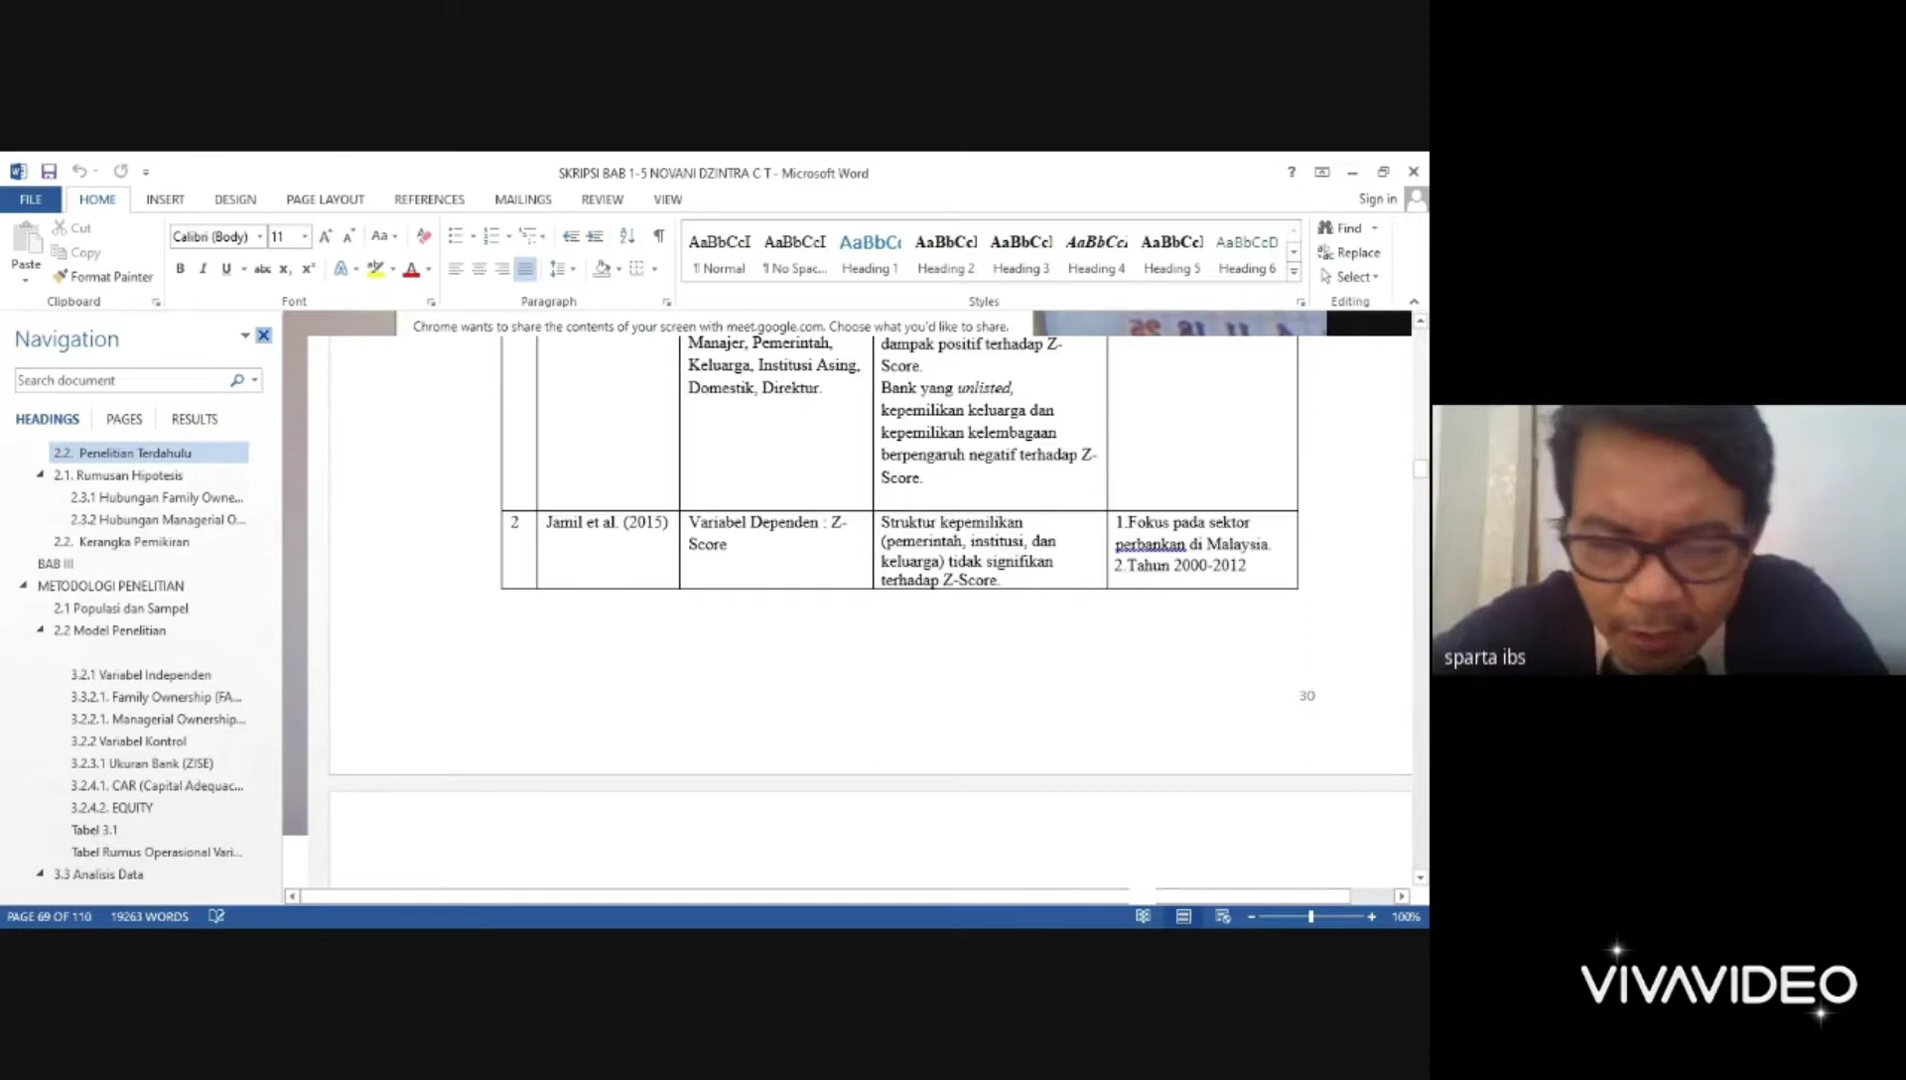 SKRIPSI BAB 1-5 NOVANI DZINTRA C T - Microsoft Word
FILE HOME INSERT DESIGN PAGE LAYOUT REFERENCES MAILINGS REVIEW VIEW Sign in
Paste
Cut
Copy
Format Painter
Clipboard
Calibri (Body) 11
Font
Paragraph
AaBbCcI AaBbCcI AaBbC( AaBbCcI AaBbCcI AaBbCcI AaBbCcI AaBbCcD
¶ Normal ¶ No Spac... Heading 1 Heading 2 Heading 3 Heading 4 Heading 5 Heading 6
Styles
Find
Replace
Select
Editing
Navigation
Search document
HEADINGS PAGES RESULTS
2.2. Penelitian Terdahulu
2.1. Rumusan Hipotesis
2.3.1 Hubungan Family Owne...
2.3.2 Hubungan Managerial O...
2.2. Kerangka Pemikiran
BAB III
METODOLOGI PENELITIAN
2.1 Populasi dan Sampel
2.2 Model Penelitian
3.2.1 Variabel Independen
3.3.2.1. Family Ownership (FA...
3.2.2.1. Managerial Ownership...
3.2.2 Variabel Kontrol
3.2.3.1 Ukuran Bank (ZISE)
3.2.4.1. CAR (Capital Adequac...
3.2.4.2. EQUITY
Tabel 3.1
Tabel Rumus Operasional Vari...
3.3 Analisis Data
Chrome wants to share the contents of your screen with meet.google.com. Choose what you'd like to share.
Manajer, Pemerintah,
Keluarga, Institusi Asing,
Domestik, Direktur.
dampak positif terhadap Z-
Score.
Bank yang unlisted,
kepemilikan keluarga dan
kepemilikan kelembagaan
berpengaruh negatif terhadap Z-
Score.
2
Jamil et al. (2015)
Variabel Dependen : Z-
Score
Struktur kepemilikan
(pemerintah, institusi, dan
keluarga) tidak signifikan
terhadap Z-Score.
1.Fokus pada sektor
perbankan di Malaysia.
2.Tahun 2000-2012
30
PAGE 69 OF 110 19263 WORDS 100%
sparta ibs
VIVAVIDEO